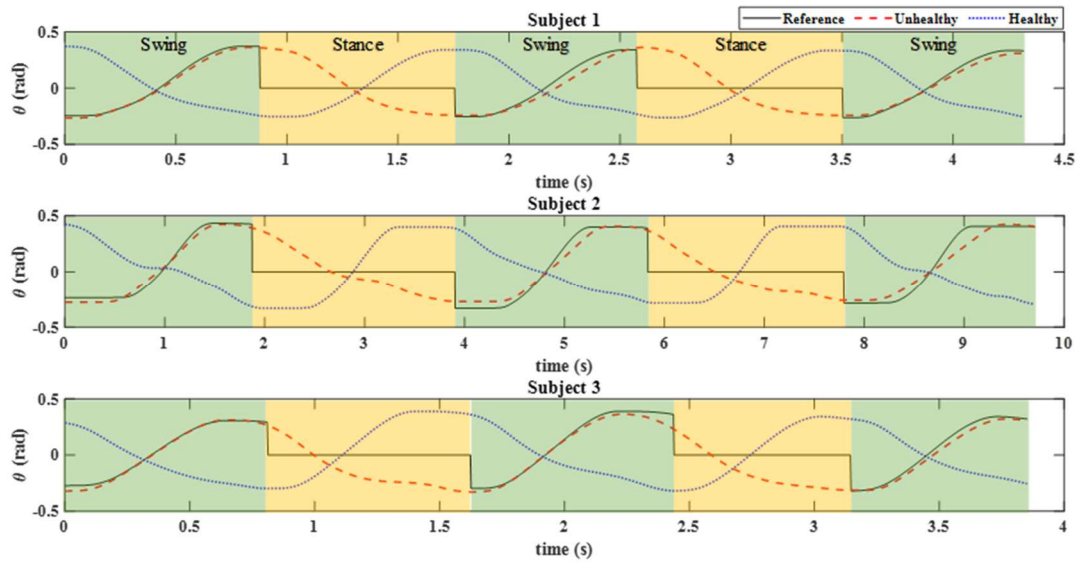 Subject 1
Reference Unhealthy Healthy
Swing Stance Swing Stance Swing
θ (rad)
0.5
0
-0.5
0 0.5 1 1.5 2 2.5 3 3.5 4 4.5
time (s)
Subject 2
θ (rad)
0.5
0
-0.5
0 1 2 3 4 5 6 7 8 9 10
time (s)
Subject 3
θ (rad)
0.5
0
-0.5
0 0.5 1 1.5 2 2.5 3 3.5 4
time (s)